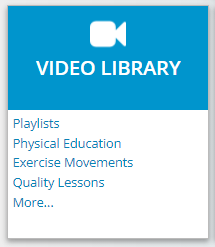 VIDEO LIBRARY
Playlists
Physical Education
Exercise Movements
Quality Lessons
More...